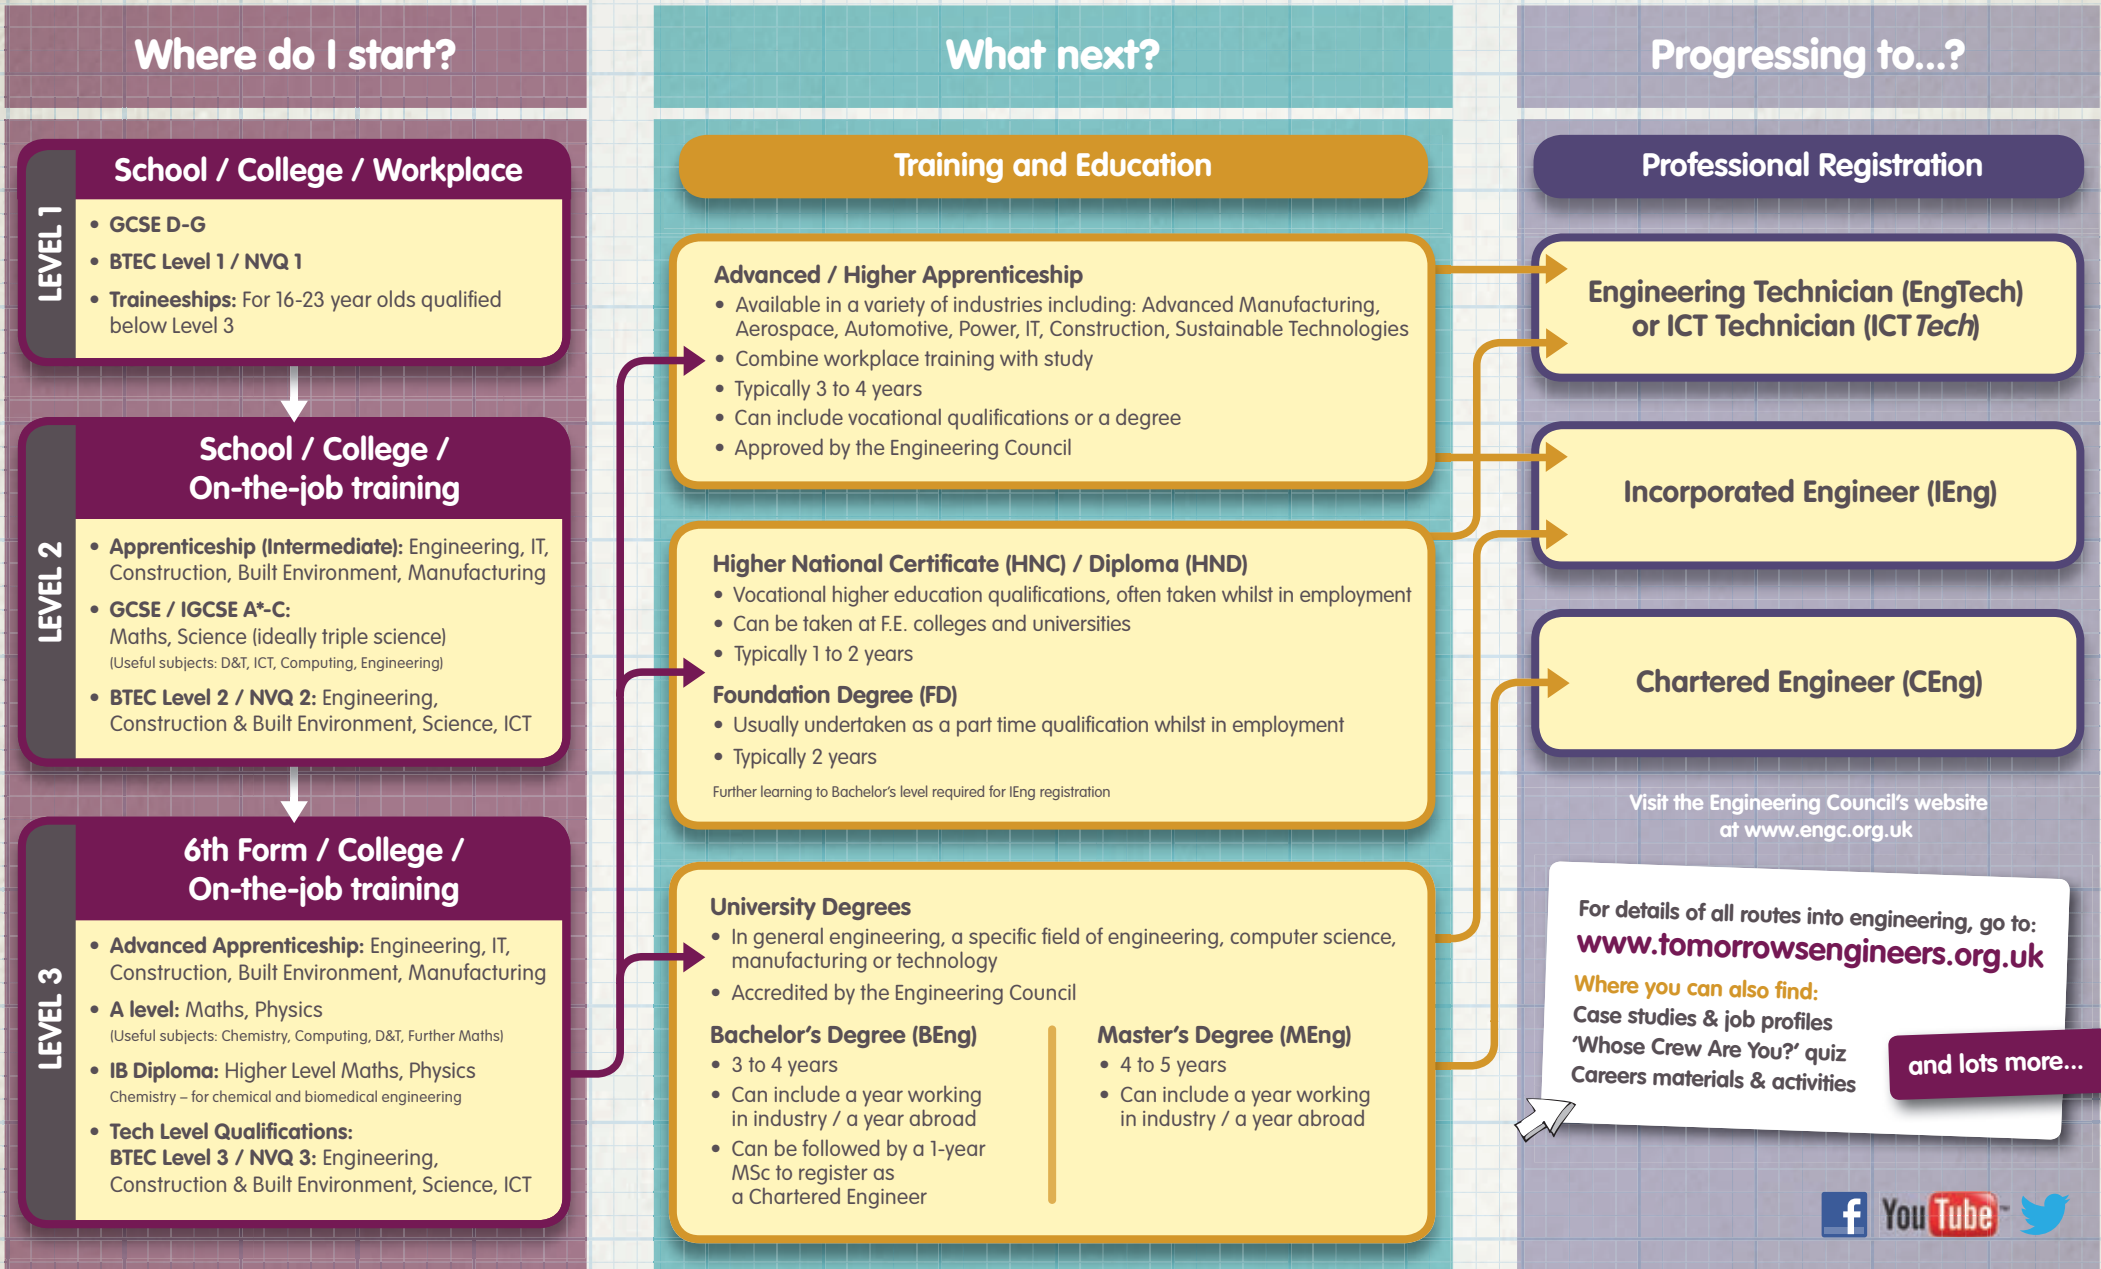 Where do I start?
LEVEL 1
School / College / Workplace
• GCSE D-G
• BTEC Level 1 / NVQ 1
• Traineeships: For 16-23 year olds qualified
below Level 3
LEVEL 2
School / College /
On-the-job training
• Apprenticeship (Intermediate): Engineering, IT,
Construction, Built Environment, Manufacturing
• GCSE / IGCSE A*-C:
Maths, Science (ideally triple science)
(Useful subjects: D&T, ICT, Computing, Engineering)
• BTEC Level 2 / NVQ 2: Engineering,
Construction & Built Environment, Science, ICT
LEVEL 3
6th Form / College /
On-the-job training
• Advanced Apprenticeship: Engineering, IT,
Construction, Built Environment, Manufacturing
• A level: Maths, Physics
(Useful subjects: Chemistry, Computing, D&T, Further Maths)
• IB Diploma: Higher Level Maths, Physics
Chemistry – for chemical and biomedical engineering
• Tech Level Qualifications:
BTEC Level 3 / NVQ 3: Engineering,
Construction & Built Environment, Science, ICT
What next?
Training and Education
Advanced / Higher Apprenticeship
• Available in a variety of industries including: Advanced Manufacturing,
Aerospace, Automotive, Power, IT, Construction, Sustainable Technologies
• Combine workplace training with study
• Typically 3 to 4 years
• Can include vocational qualifications or a degree
• Approved by the Engineering Council
Higher National Certificate (HNC) / Diploma (HND)
• Vocational higher education qualifications, often taken whilst in employment
• Can be taken at F.E. colleges and universities
• Typically 1 to 2 years
Foundation Degree (FD)
• Usually undertaken as a part time qualification whilst in employment
• Typically 2 years
Further learning to Bachelor's level required for IEng registration
University Degrees
• In general engineering, a specific field of engineering, computer science,
manufacturing or technology
• Accredited by the Engineering Council
Bachelor's Degree (BEng)
• 3 to 4 years
• Can include a year working
in industry / a year abroad
• Can be followed by a 1-year
MSc to register as
a Chartered Engineer
Master's Degree (MEng)
• 4 to 5 years
• Can include a year working
in industry / a year abroad
Progressing to...?
Professional Registration
Engineering Technician (EngTech)
or ICT Technician (ICTTech)
Incorporated Engineer (IEng)
Chartered Engineer (CEng)
Visit the Engineering Council's website
at www.engc.org.uk
For details of all routes into engineering, go to:
www.tomorrowsengineers.org.uk
Where you can also find:
Case studies & job profiles
'Whose Crew Are You?' quiz
Careers materials & activities
and lots more...
f
YouTube™